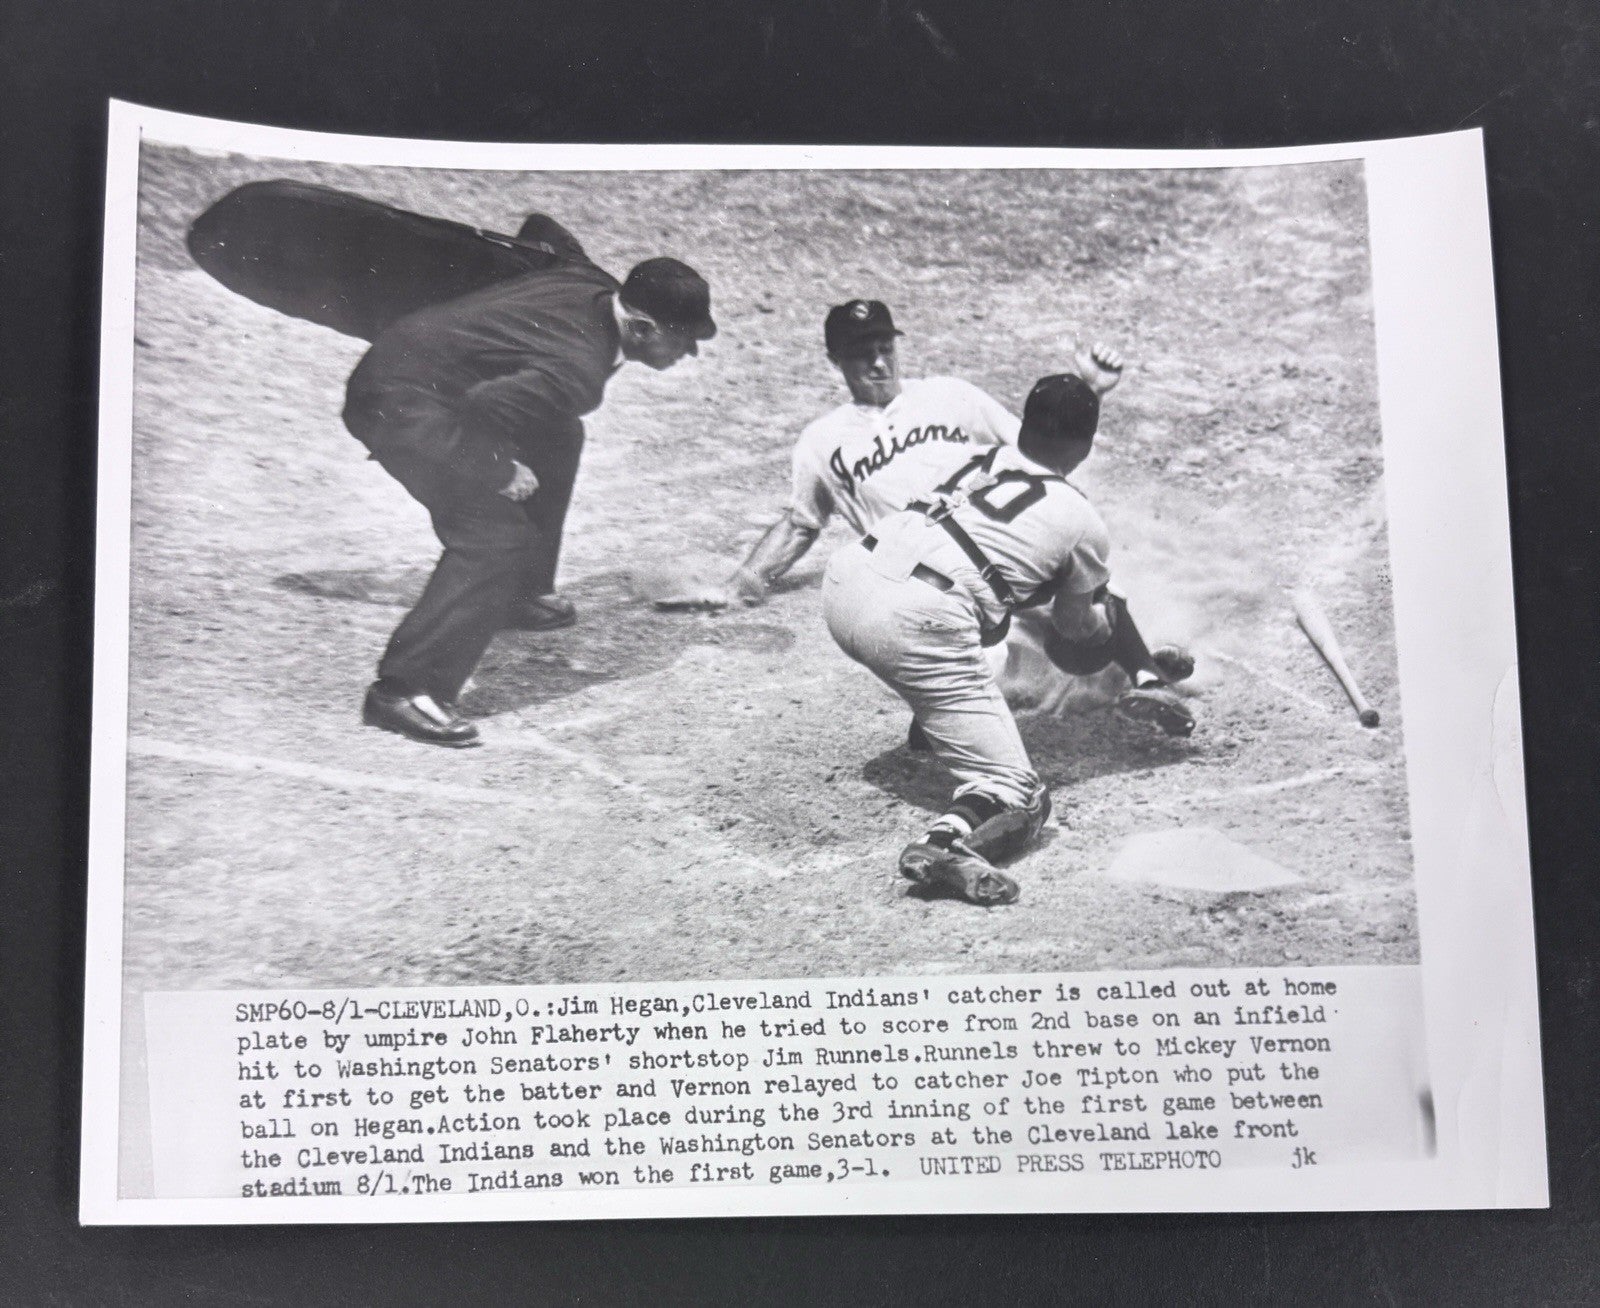 Indians
10
SMP60-8/1-CLEVELAND,O.:Jim Hegan,Cleveland Indians' catcher is called out at home
plate by umpire John Flaherty when he tried to score from 2nd base on an infield
hit to Washington Senators' shortstop Jim Runnels.Runnels threw to Mickey Vernon
at first to get the batter and Vernon relayed to catcher Joe Tipton who put the
ball on Hegan.Action took place during the 3rd inning of the first game between
the Cleveland Indians and the Washington Senators at the Cleveland lake front
stadium 8/1.The Indians won the first game,3-1. UNITED PRESS TELEPHOTO jk